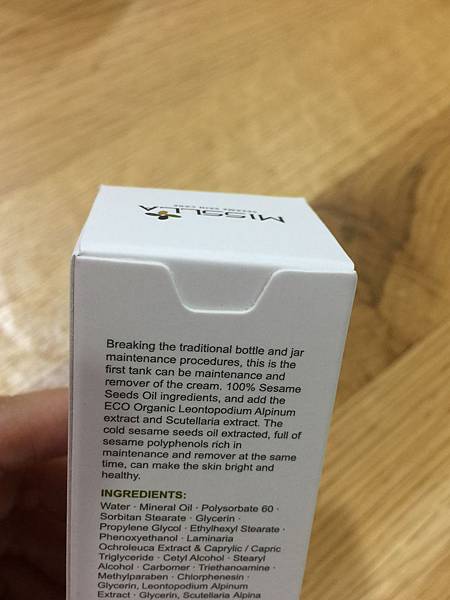 MISSLUA
SESAME SKIN CARE
Breaking the traditional bottle and jar
maintenance procedures, this is the
first tank can be maintenance and
remover of the cream. 100% Sesame
Seeds Oil ingredients, and add the
ECO Organic Leontopodium Alpinum
extract and Scutellaria extract. The
cold sesame seeds oil extracted, full of
sesame polyphenols rich in
maintenance and remover at the same
time, can make the skin bright and
healthy.
INGREDIENTS:
Water · Mineral Oil · Polysorbate 60 ·
Sorbitan Stearate · Glycerin ·
Propylene Glycol · Ethylhexyl Stearate ·
Phenoxyethanol · Laminaria
Ochroleuca Extract & Caprylic / Capric
Triglyceride · Cetyl Alcohol · Stearyl
Alcohol · Carbomer · Triethanoamine ·
Methylparaben · Chlorphenesin ·
Glycerin, Leontopodium Alpinum
Extract · Glycerin, Scutellaria Alpina